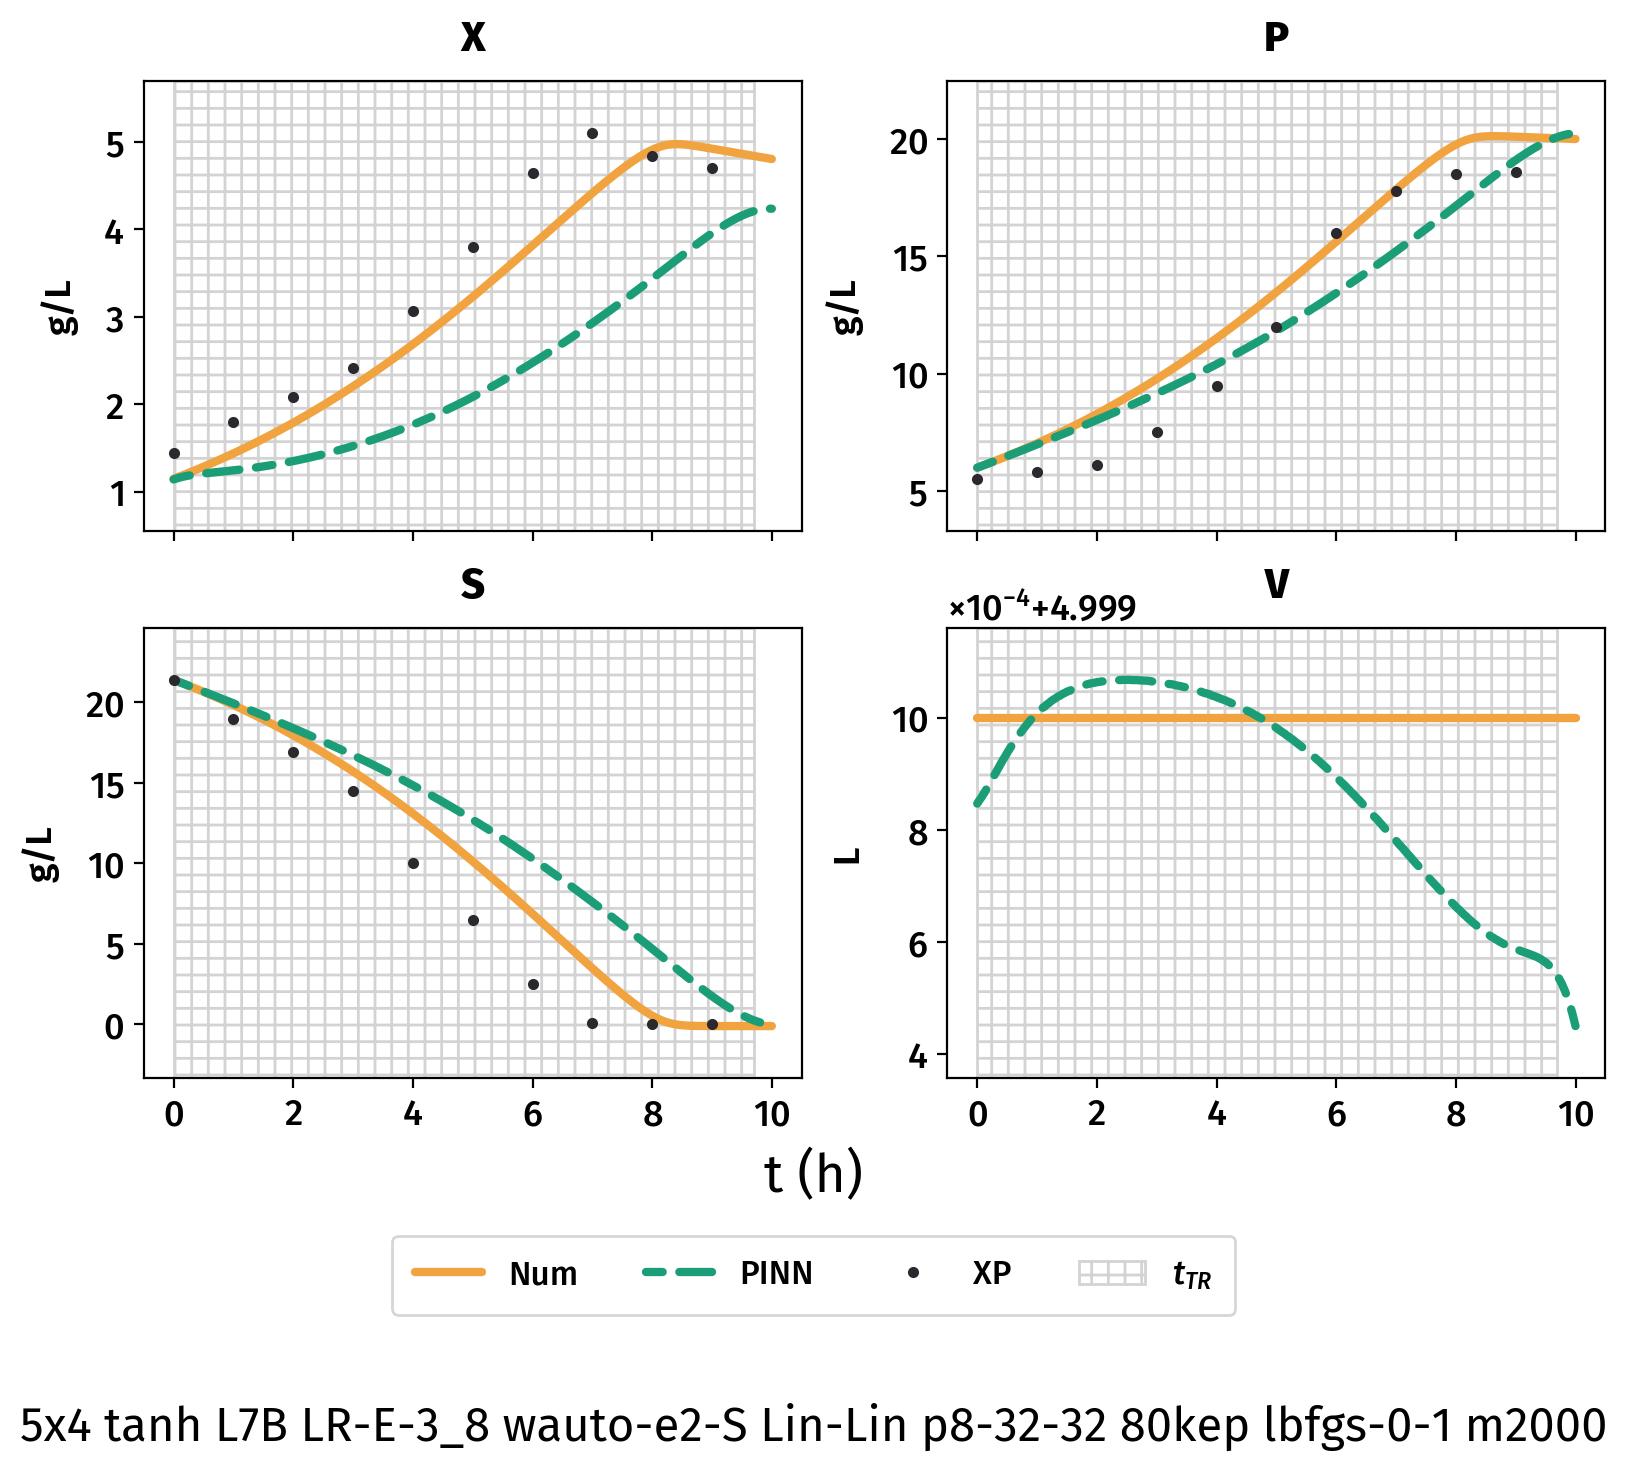 X
P
5
4
3
2
1
g/L
20
15
10
5
g/L
S
V
×10⁻⁴+4.999
20
15
10
5
0
g/L
10
8
6
4
L
0 2 4 6 8 10
0 2 4 6 8 10
t (h)
Num PINN XP t_TR
5x4 tanh L7B LR-E-3_8 wauto-e2-S Lin-Lin p8-32-32 80kep lbfgs-0-1 m2000